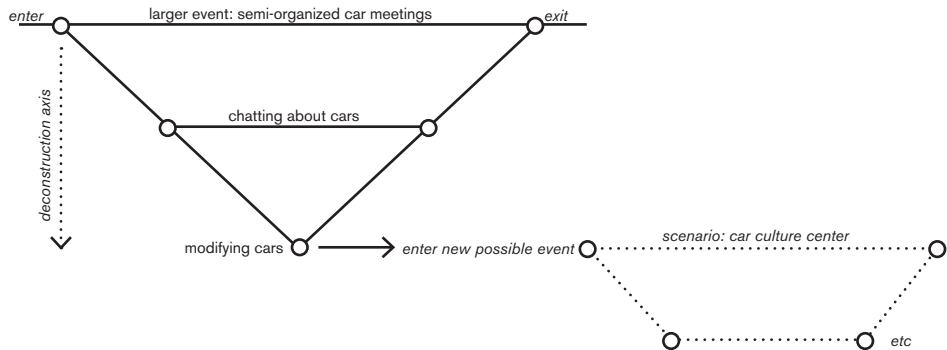 enter
larger event: semi-organized car meetings
exit
deconstruction axis
chatting about cars
modifying cars
enter new possible event
scenario: car culture center
etc